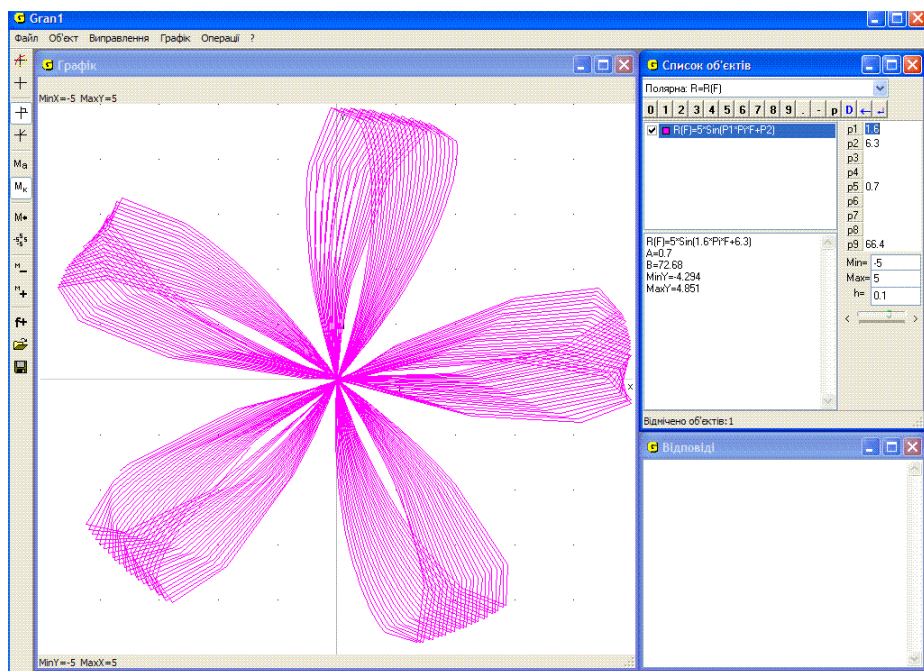 Gran1
Файл Об'єкт Виправлення Графік Операції ?
Графік
MinX=-5 MaxY=5
x
MinY=-5 MaxX=5
Список об'єктів
Полярна: R=R(F)
0 1 2 3 4 5 6 7 8 9 . - p D
R(F)=5*Sin(P1*Pi*F+P2)
p1 1.6
p2 6.3
p3
p4
p5 0.7
p6
p7
p8
p9 66.4
R(F)=5*Sin(1.6*Pi*F+6.3)
A=0.7
B=72.68
MinY=-4.294
MaxY=4.851
Min= -5
Max= 5
h= 0.1
Відмічено об'єктів:1
Відповіді
Ma
Mк
M
f+